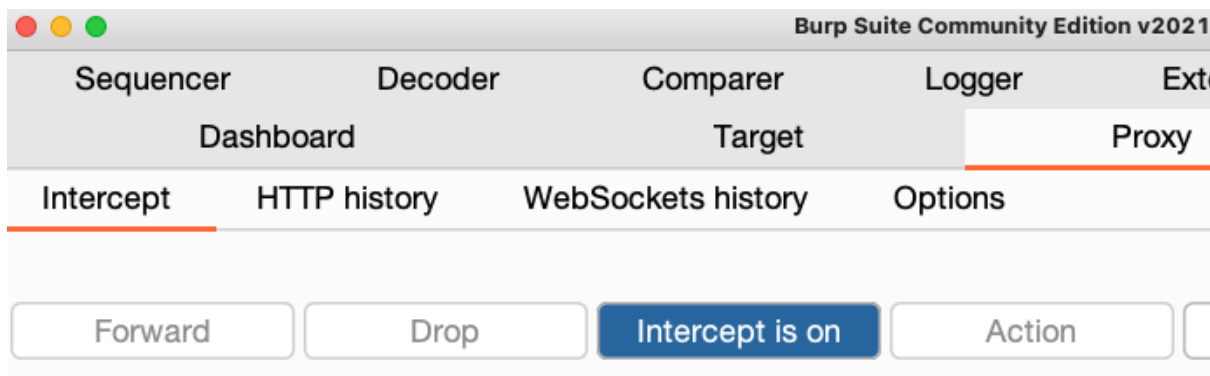 Burp Suite Community Edition v2021
Sequencer Decoder Comparer Logger
Dashboard Target Proxy
Intercept HTTP history WebSockets history Options
Forward Drop Intercept is on Action